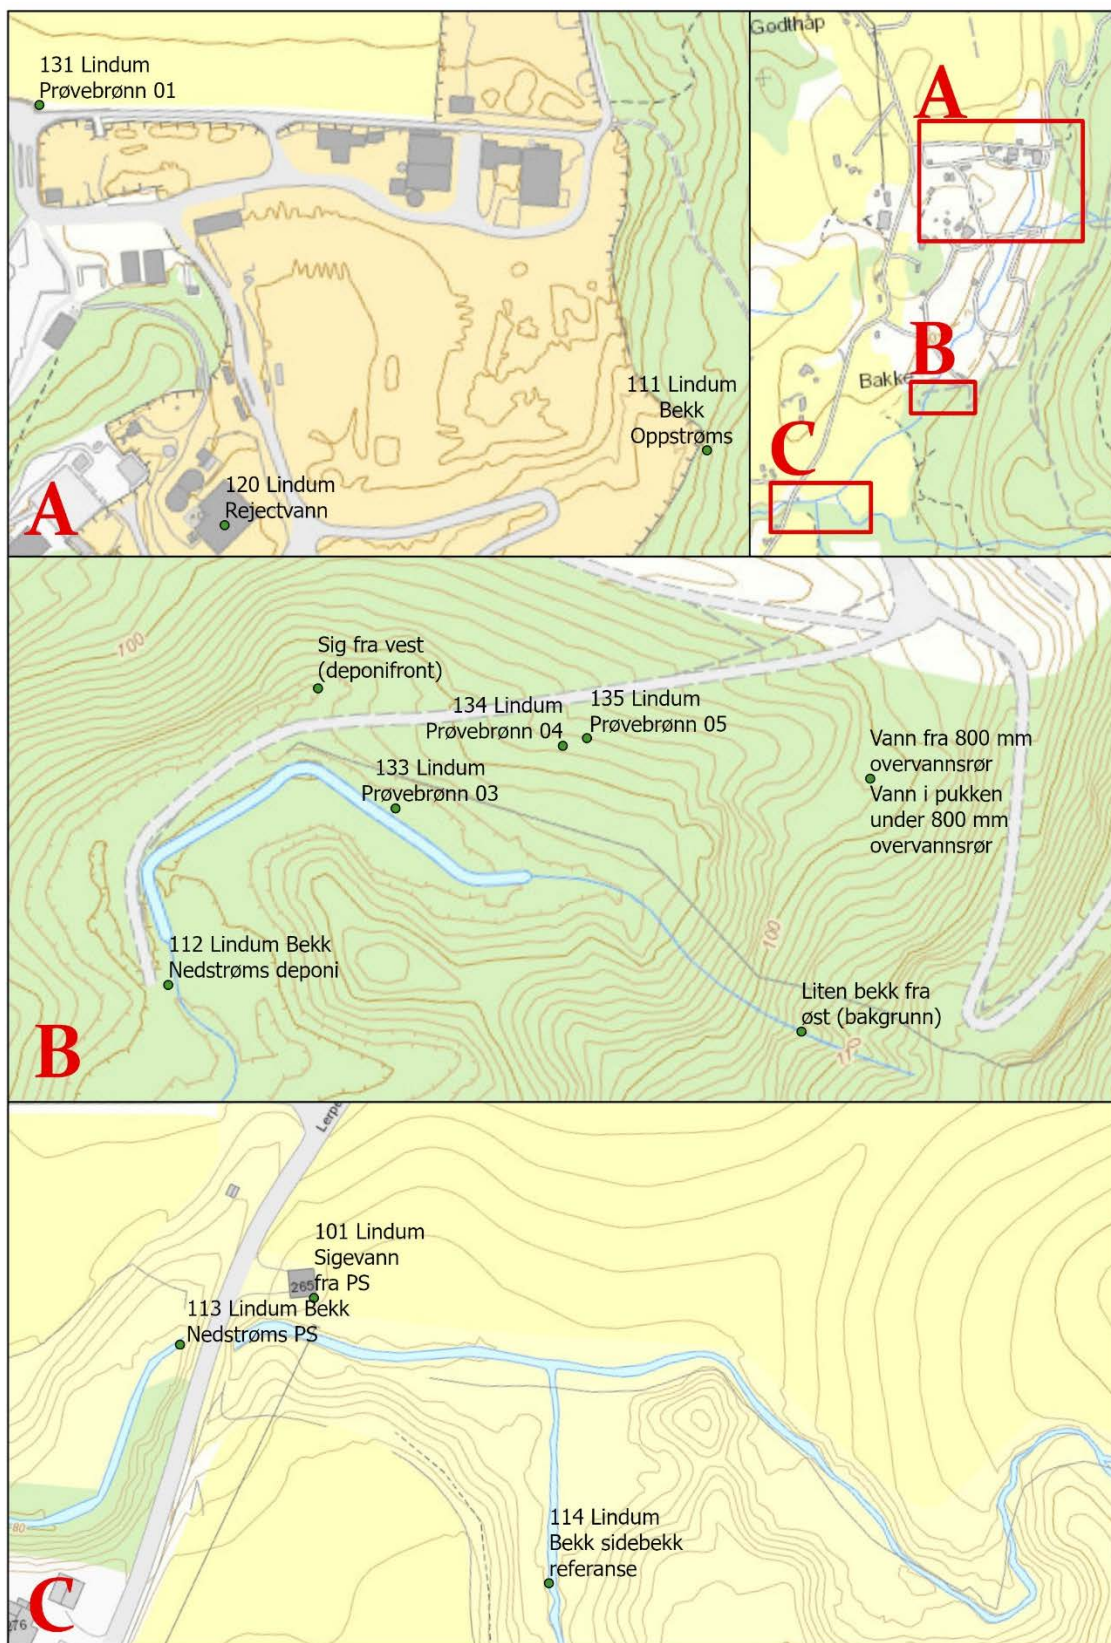 131 Lindum
Prøvebrønn 01
111 Lindum
Bekk
Oppstrøms
120 Lindum
Rejectvann
A
Godthåp
A
B
Bakke
C
100
Sig fra vest
(deponifront)
134 Lindum
Prøvebrønn 04
135 Lindum
Prøvebrønn 05
133 Lindum
Prøvebrønn 03
Vann fra 800 mm
overvannsrør
Vann i pukken
under 800 mm
overvannsrør
100
112 Lindum Bekk
Nedstrøms deponi
Liten bekk fra
øst (bakgrunn)
110
B
Lerpe
101 Lindum
Sigevann
fra PS
265
113 Lindum Bekk
Nedstrøms PS
114 Lindum
Bekk sidebekk
referanse
80
C
276